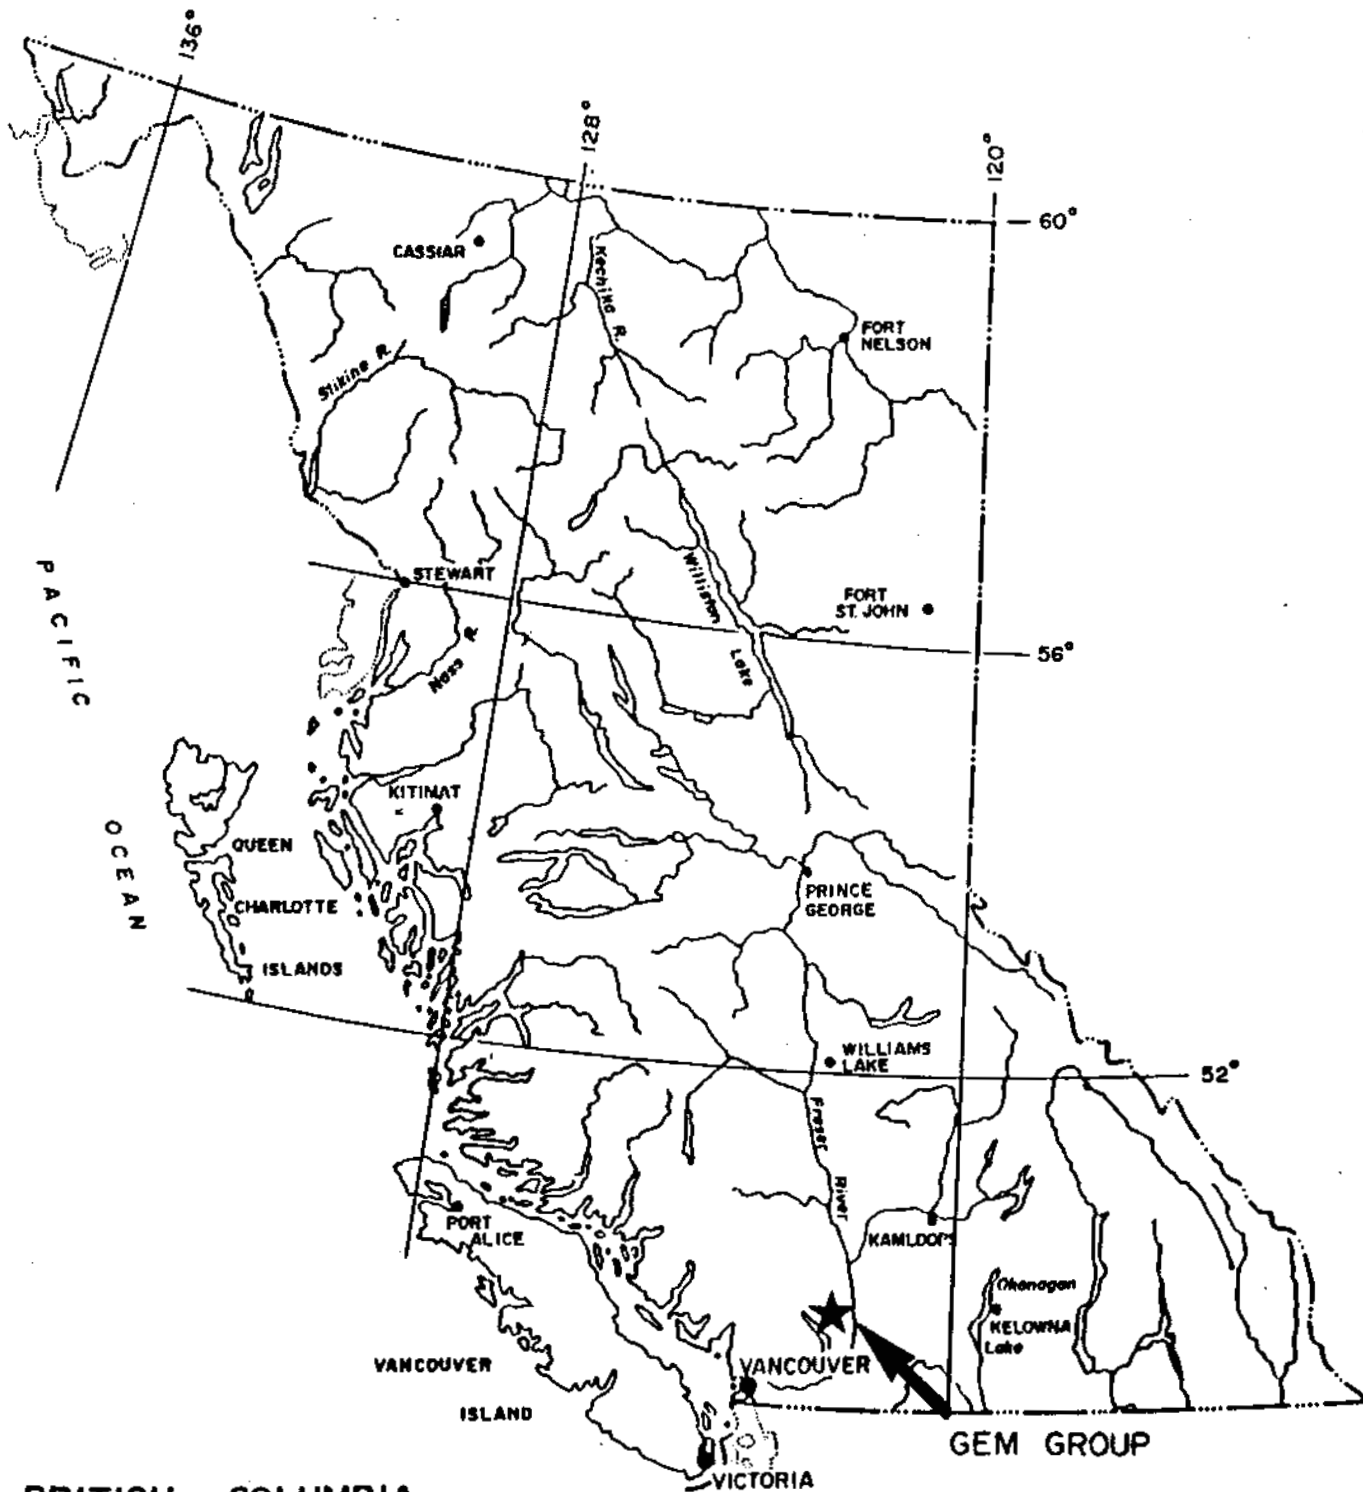 136°
128°
120°
60°
CASSIAR
Kechika R.
FORT
NELSON
Stikine R.
STEWART
Williston
Lake
FORT
ST. JOHN
56°
Nass R.
PACIFIC
OCEAN
KITIMAT
QUEEN
CHARLOTTE
ISLANDS
PRINCE
GEORGE
WILLIAMS
LAKE
52°
Fraser
River
PORT
ALICE
KAMLOOPS
Okanagan
KELOWNA
Lake
VANCOUVER
ISLAND
VANCOUVER
GEM GROUP
VICTORIA
BRITISH COLUMBIA